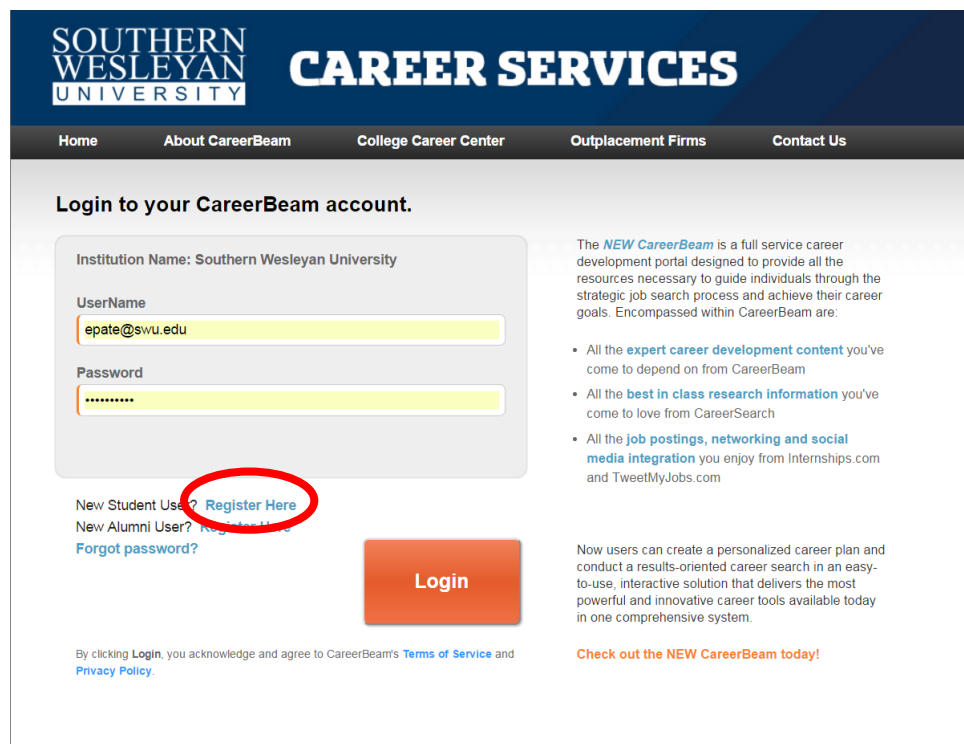 SOUTHERN
WESLEYAN
UNIVERSITY
CAREER SERVICES
Home About CareerBeam College Career Center Outplacement Firms Contact Us
Login to your CareerBeam account.
Institution Name: Southern Wesleyan University
UserName
epate@swu.edu
Password
••••••••••
New Student User? Register Here
New Alumni User? Register Here
Forgot password?
Login
By clicking Login, you acknowledge and agree to CareerBeam's Terms of Service and
Privacy Policy.
The NEW CareerBeam is a full service career
development portal designed to provide all the
resources necessary to guide individuals through the
strategic job search process and achieve their career
goals. Encompassed within CareerBeam are:
• All the expert career development content you've
come to depend on from CareerBeam
• All the best in class research information you've
come to love from CareerSearch
• All the job postings, networking and social
media integration you enjoy from Internships.com
and TweetMyJobs.com
Now users can create a personalized career plan and
conduct a results-oriented career search in an easy-
to-use, interactive solution that delivers the most
powerful and innovative career tools available today
in one comprehensive system.
Check out the NEW CareerBeam today!